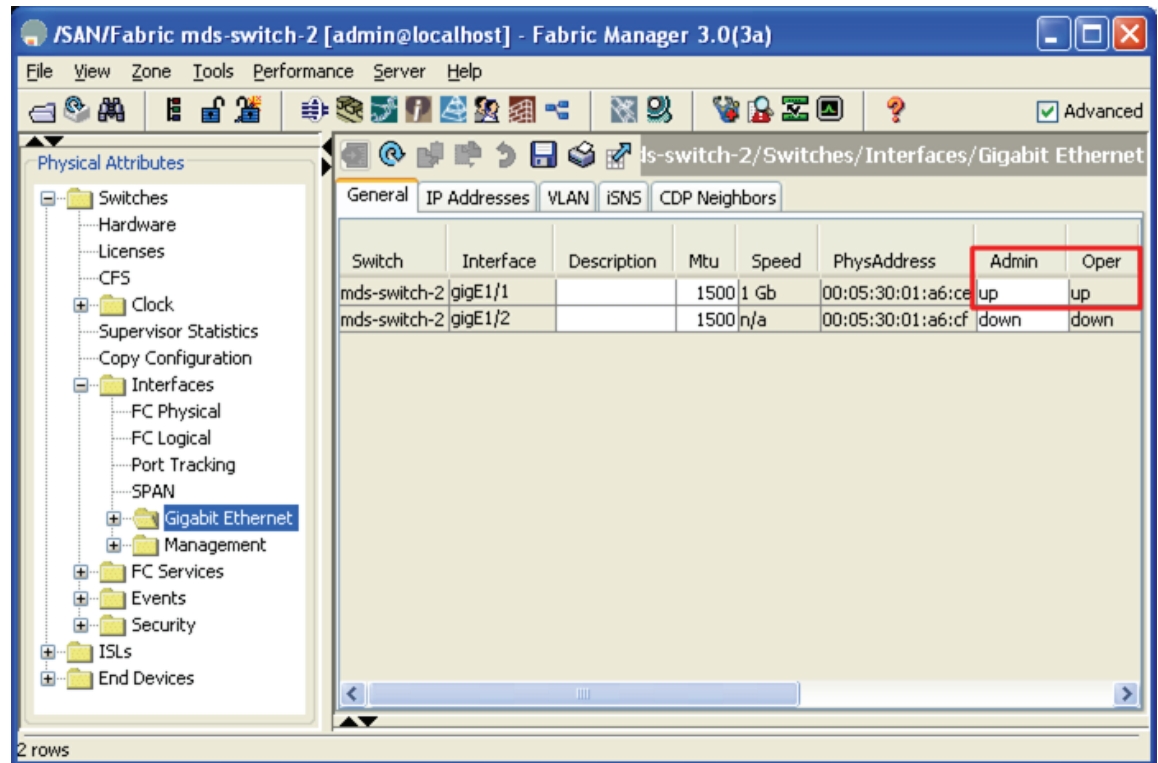 /SAN/Fabric mds-switch-2 [admin@localhost] - Fabric Manager 3.0(3a)
File View Zone Tools Performance Server Help
Advanced
Physical Attributes
Switches
Hardware
Licenses
CFS
Clock
Supervisor Statistics
Copy Configuration
Interfaces
FC Physical
FC Logical
Port Tracking
SPAN
Gigabit Ethernet
Management
FC Services
Events
Security
ISLs
End Devices
ds-switch-2/Switches/Interfaces/Gigabit Ethernet
General IP Addresses VLAN iSNS CDP Neighbors
Switch Interface Description Mtu Speed PhysAddress Admin Oper
mds-switch-2 gigE1/1 1500 1 Gb 00:05:30:01:a6:ce up up
mds-switch-2 gigE1/2 1500 n/a 00:05:30:01:a6:cf down down
2 rows